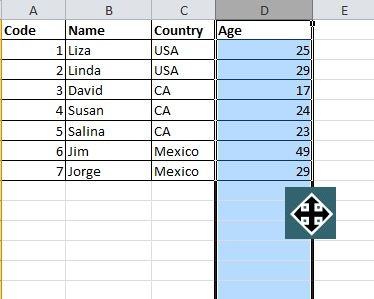 A B C D E
Code Name Country Age
1 Liza USA 25
2 Linda USA 29
3 David CA 17
4 Susan CA 24
5 Salina CA 23
6 Jim Mexico 49
7 Jorge Mexico 29